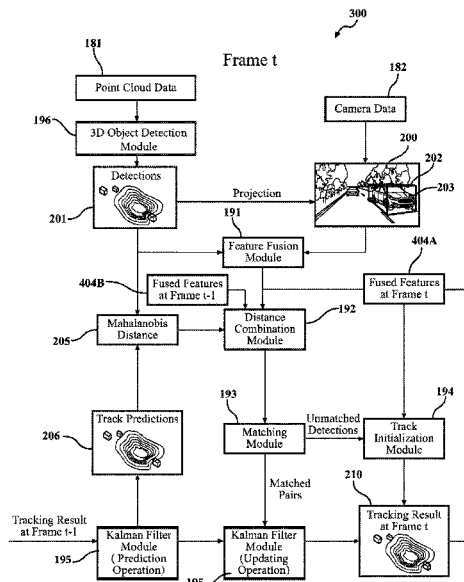 300
181
Frame t
Point Cloud Data
182
Camera Data
196
3D Object Detection
Module
200
202
203
Detections
Projection
201
191
Feature Fusion
Module
404A
404B
Fused Features
at Frame t-1
Fused Features
at Frame t
205
Mahalanobis
Distance
Distance
Combination
Module
192
206
Track Predictions
193
Matching
Module
Unmatched
Detections
194
Track
Initialization
Module
Matched
Pairs
210
Tracking Result
at Frame t-1
195
Kalman Filter
Module
( Prediction
Operation)
Kalman Filter
Module
(Updating
Operation)
195
Tracking Result
at Frame t